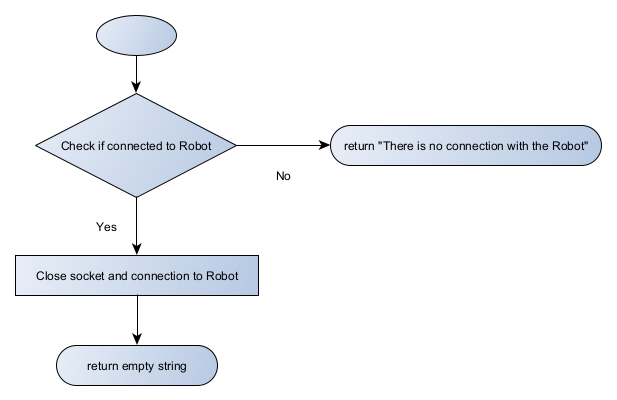 Check if connected to Robot
return "There is no connection with the Robot"
No
Yes
Close socket and connection to Robot
return empty string